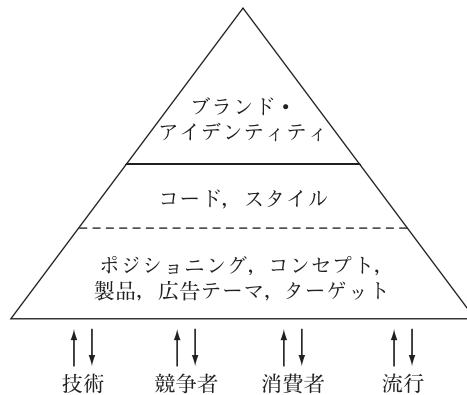 ブランド・
アイデンティティ
コード，スタイル
ポジショニング，コンセプト，
製品，広告テーマ，ターゲット
技術 競争者 消費者 流行